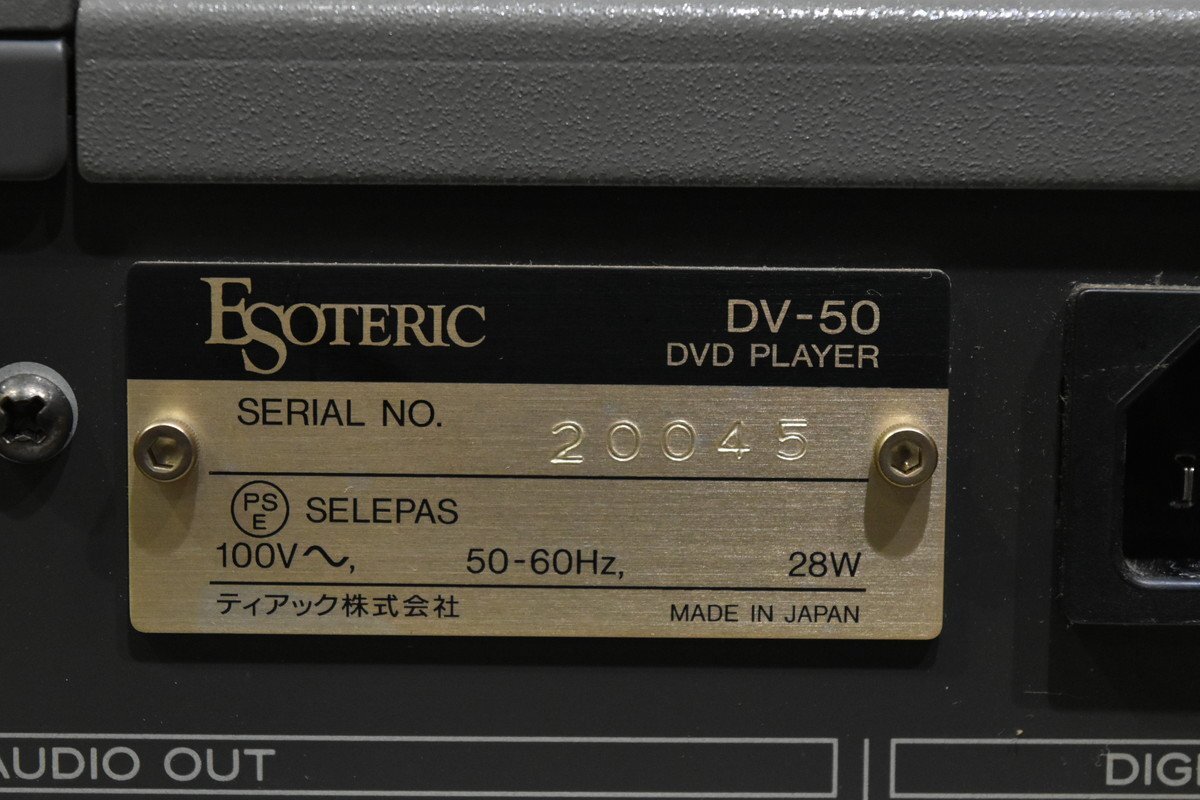 ESOTERIC
DV-50
DVD PLAYER
SERIAL NO. 20045
PS E SELEPAS
100V〜, 50-60Hz, 28W
ティアック株式会社 MADE IN JAPAN
AUDIO OUT